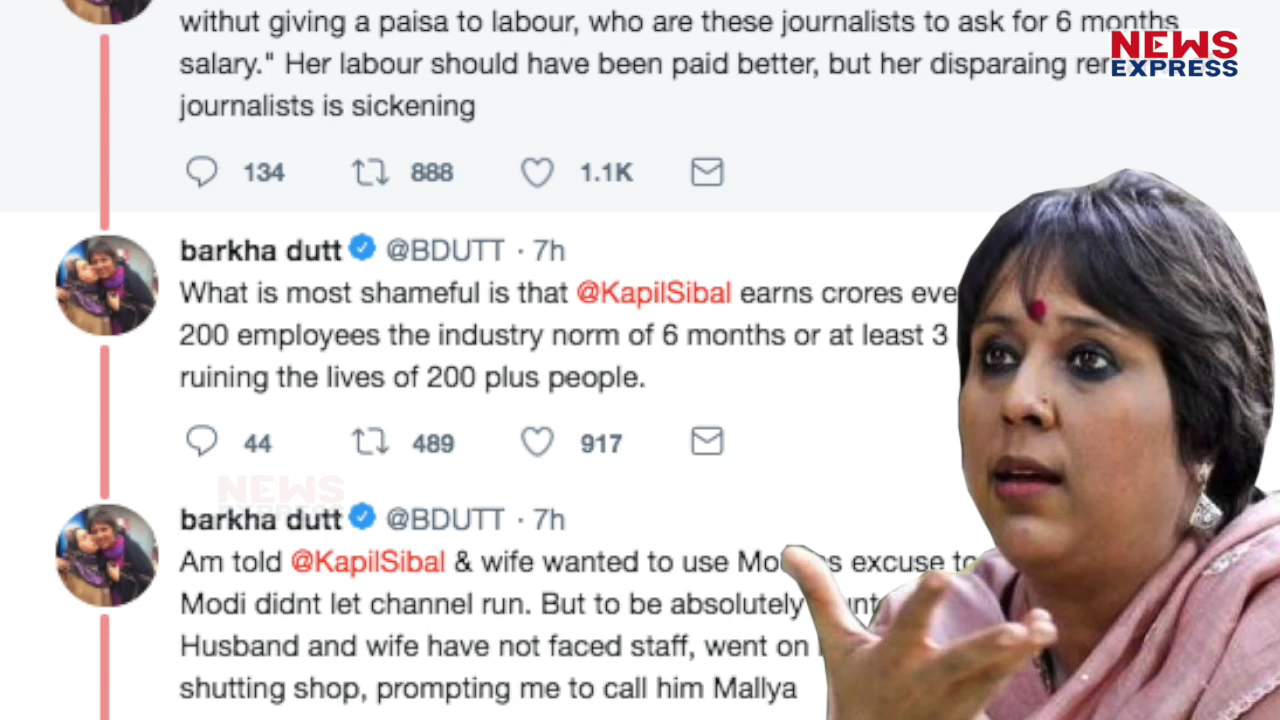 withut giving a paisa to labour, who are these journalists to ask for 6 months
salary." Her labour should have been paid better, but her disparaing
journalists is sickening
NEWS
EXPRESS
134 888 1.1K
barkha dutt @BDUTT · 7h
What is most shameful is that @KapilSibal earns crores
200 employees the industry norm of 6 months or at least 3
ruining the lives of 200 plus people.
44 489 917
NEWS
EXPRESS
barkha dutt @BDUTT · 7h
Am told @KapilSibal & wife wanted to use excuse to
Modi didnt let channel run. But to be absolutely
Husband and wife have not faced staff, went on
shutting shop, prompting me to call him Mallya